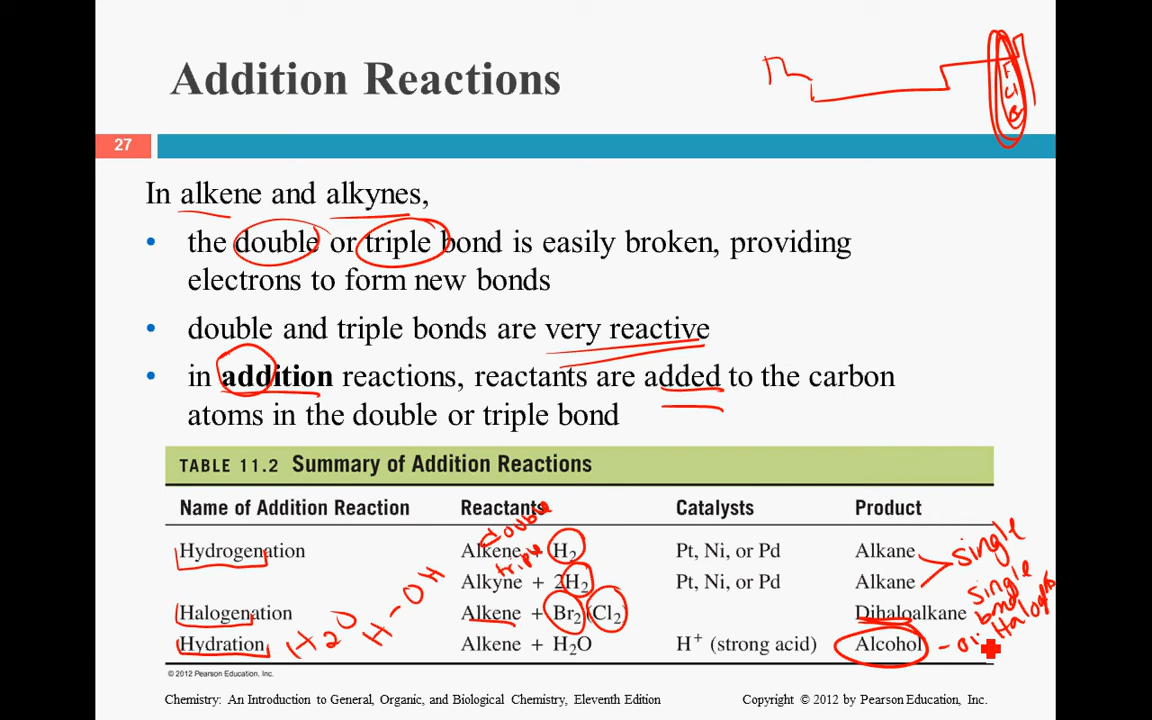 Addition Reactions
27
In alkene and alkynes,
• the double or triple bond is easily broken, providing
electrons to form new bonds
• double and triple bonds are very reactive
• in addition reactions, reactants are added to the carbon
atoms in the double or triple bond
TABLE 11.2 Summary of Addition Reactions
Name of Addition Reaction Reactants Catalysts Product
double
Hydrogenation Alkene + H₂ Pt, Ni, or Pd Alkane
Single
triple
Alkyne + 2H₂ Pt, Ni, or Pd Alkane
Single
bond
Halogenation Alkene + Br₂ (Cl₂) Dihaloalkane
H₂O H-OH
Hydration Alkene + H₂O H⁺ (strong acid) Alcohol
© 2012 Pearson Education, Inc.
Chemistry: An Introduction to General, Organic, and Biological Chemistry, Eleventh Edition Copyright © 2012 by Pearson Education, Inc.